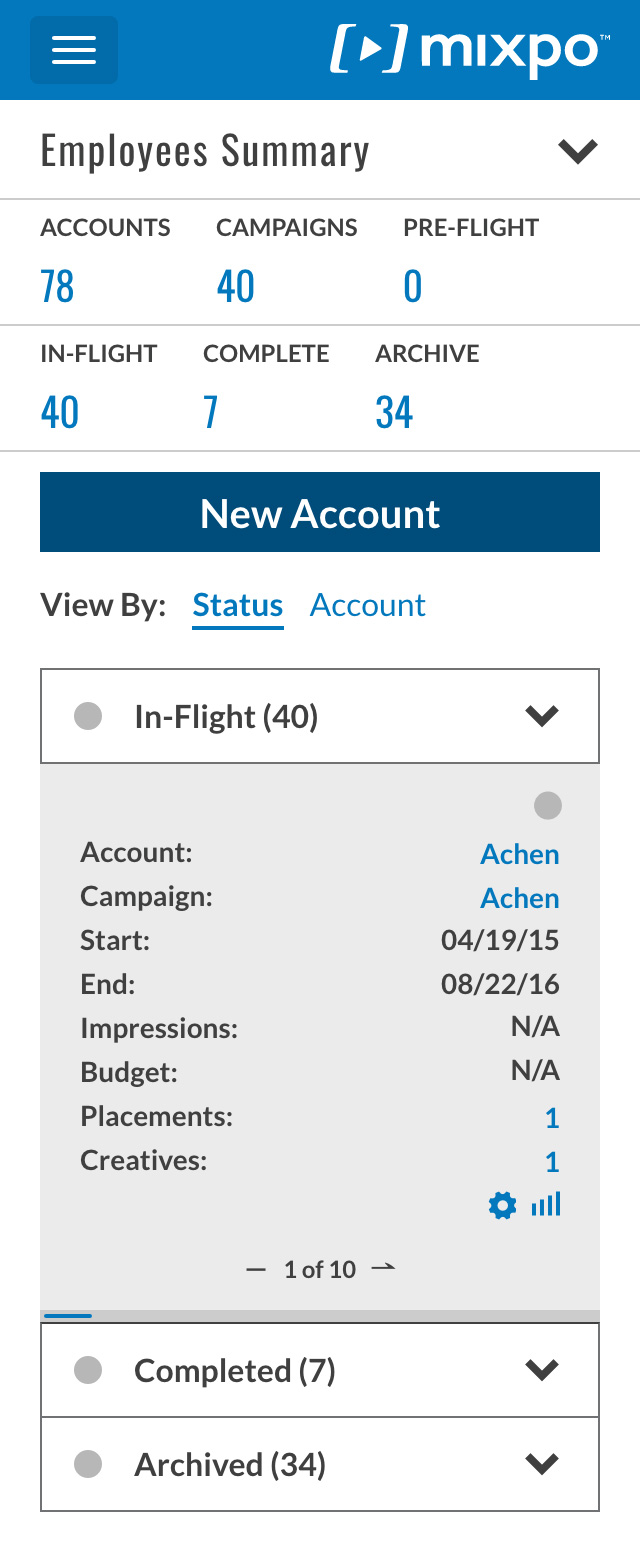 mixpo™
Employees Summary
ACCOUNTS CAMPAIGNS PRE-FLIGHT
78 40 0
IN-FLIGHT COMPLETE ARCHIVE
40 7 34
New Account
View By: Status Account
In-Flight (40)
Account: Achen
Campaign: Achen
Start: 04/19/15
End: 08/22/16
Impressions: N/A
Budget: N/A
Placements: 1
Creatives: 1
1 of 10
Completed (7)
Archived (34)